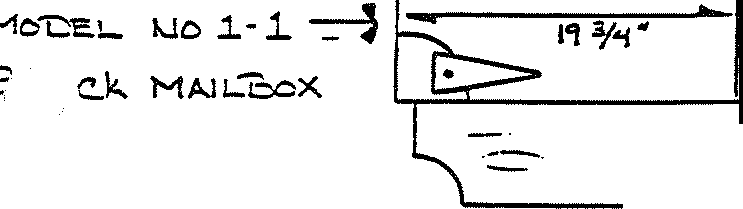 MODEL NO 1-1
CK MAILBOX
19 3/4"